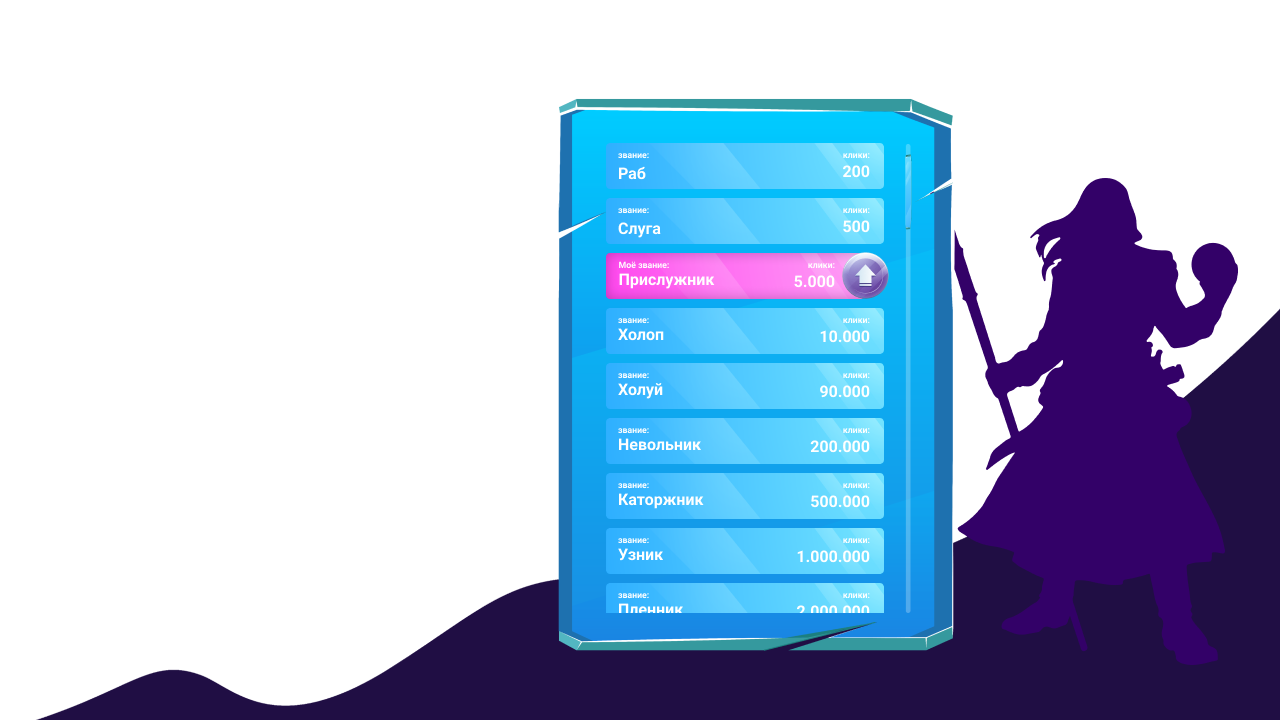 звание: клики:
Раб 200
звание: клики:
Слуга 500
Моё звание: клики:
Прислужник 5.000
звание: клики:
Холоп 10.000
звание: клики:
Холуй 90.000
звание: клики:
Невольник 200.000
звание: клики:
Каторжник 500.000
звание: клики:
Узник 1.000.000
звание: клики:
Пленник 2.000.000